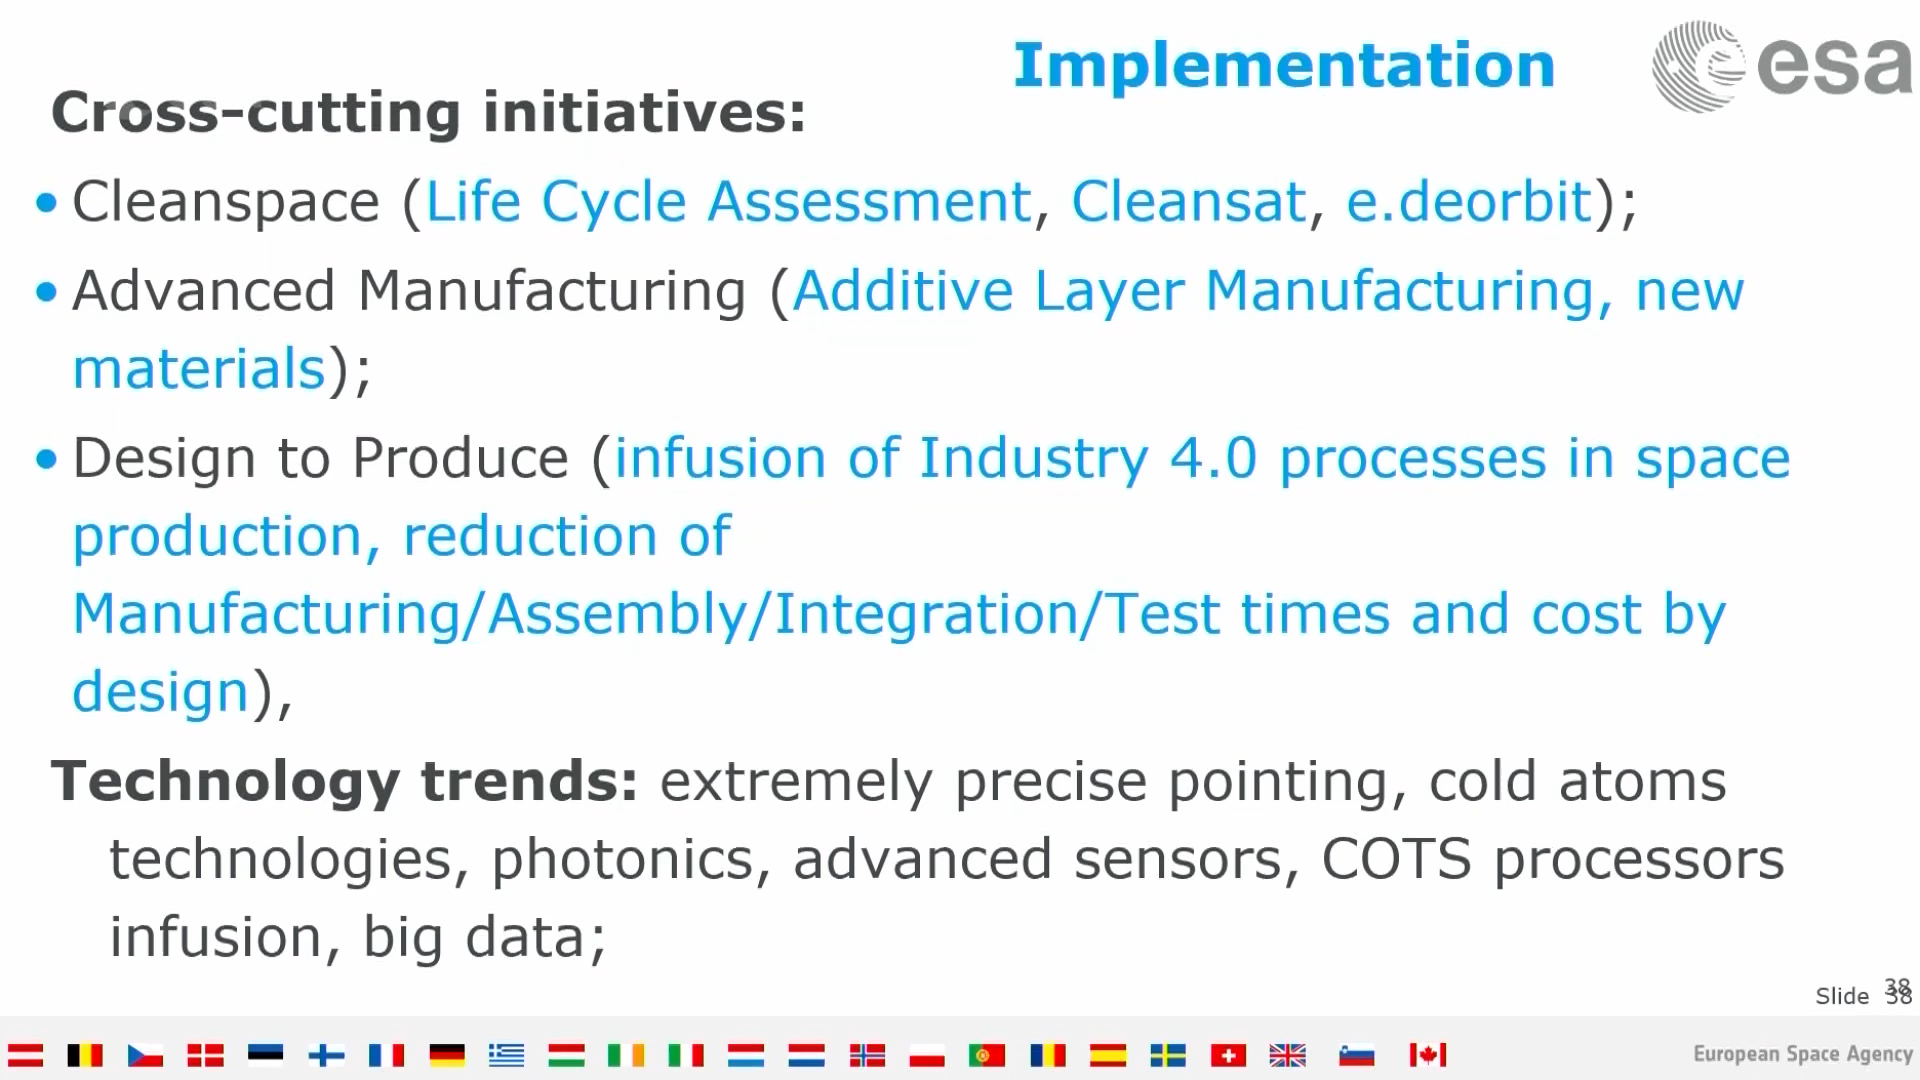 Implementation
esa
Cross-cutting initiatives:
• Cleanspace (Life Cycle Assessment, Cleansat, e.deorbit);
• Advanced Manufacturing (Additive Layer Manufacturing, new
materials);
• Design to Produce (infusion of Industry 4.0 processes in space
production, reduction of
Manufacturing/Assembly/Integration/Test times and cost by
design),
Technology trends: extremely precise pointing, cold atoms
technologies, photonics, advanced sensors, COTS processors
infusion, big data;
38
Slide 38
European Space Agency